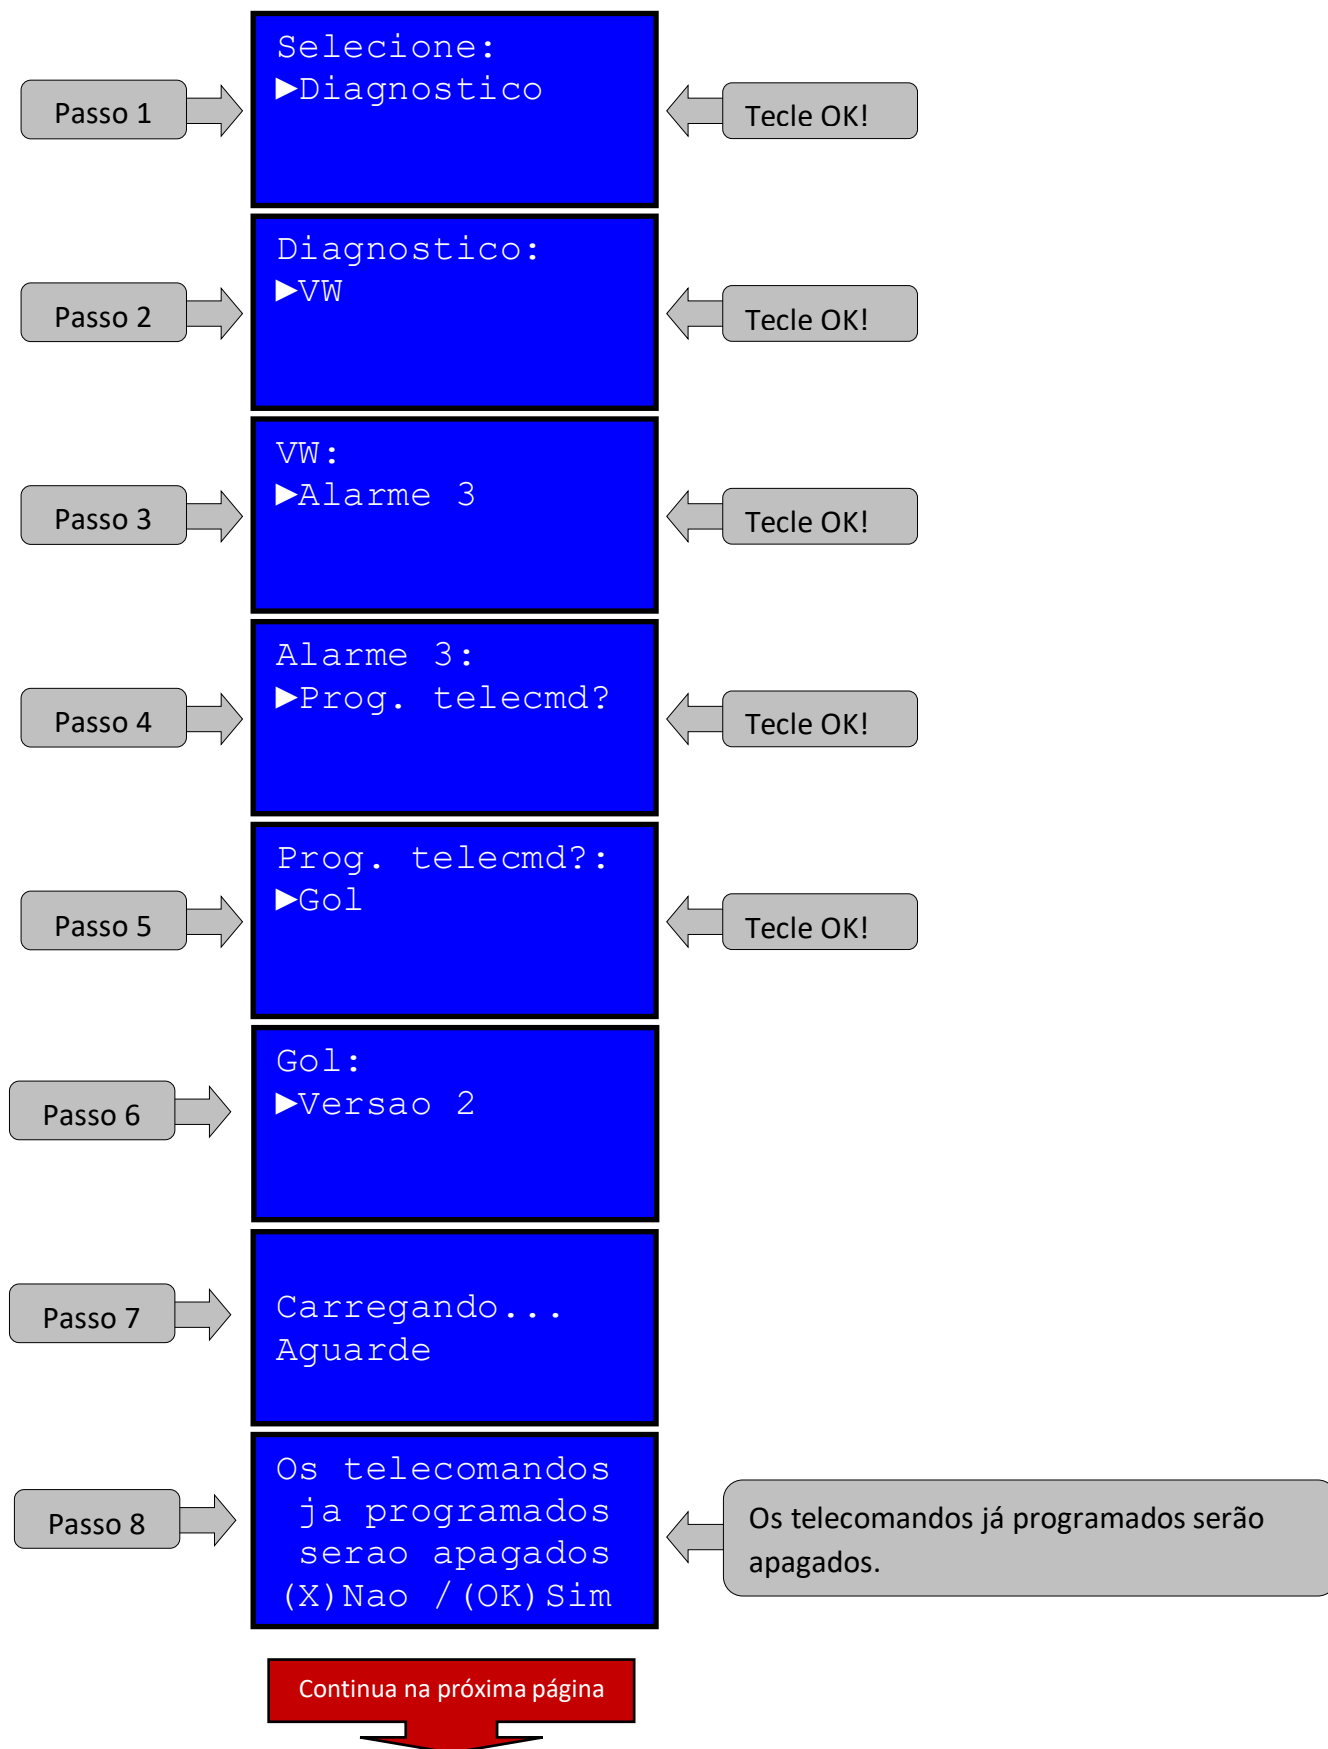 Selecione:
Passo 1
►Diagnostico
Tecle OK!
Diagnostico:
Passo 2
►VW
Tecle OK!
VW:
Passo 3
►Alarme 3
Tecle OK!
Alarme 3:
Passo 4
►Prog. telecmd?
Tecle OK!
Prog. telecmd?:
Passo 5
►Gol
Tecle OK!
Gol:
Passo 6
►Versao 2
Passo 7
Carregando...
Aguarde
Passo 8
Os telecomandos
ja programados
serao apagados
(X)Nao /(OK)Sim
Os telecomandos já programados serão
apagados.
Continua na próxima página